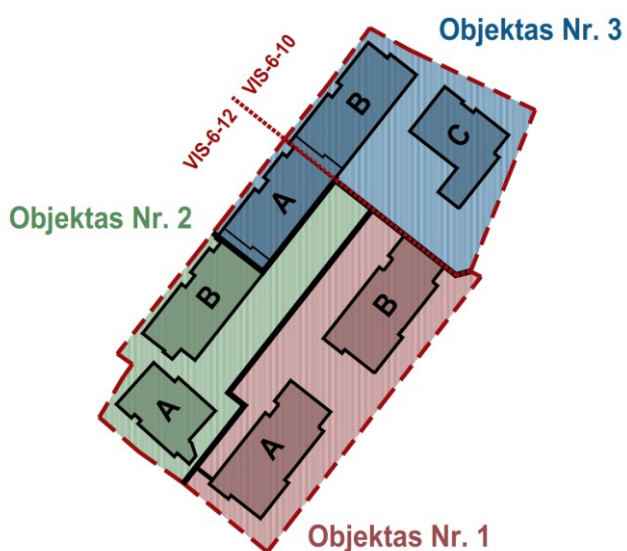 Objektas Nr. 3
VIS-6-10
VIS-6-12
B
C
A
Objektas Nr. 2
B
B
A
A
Objektas Nr. 1